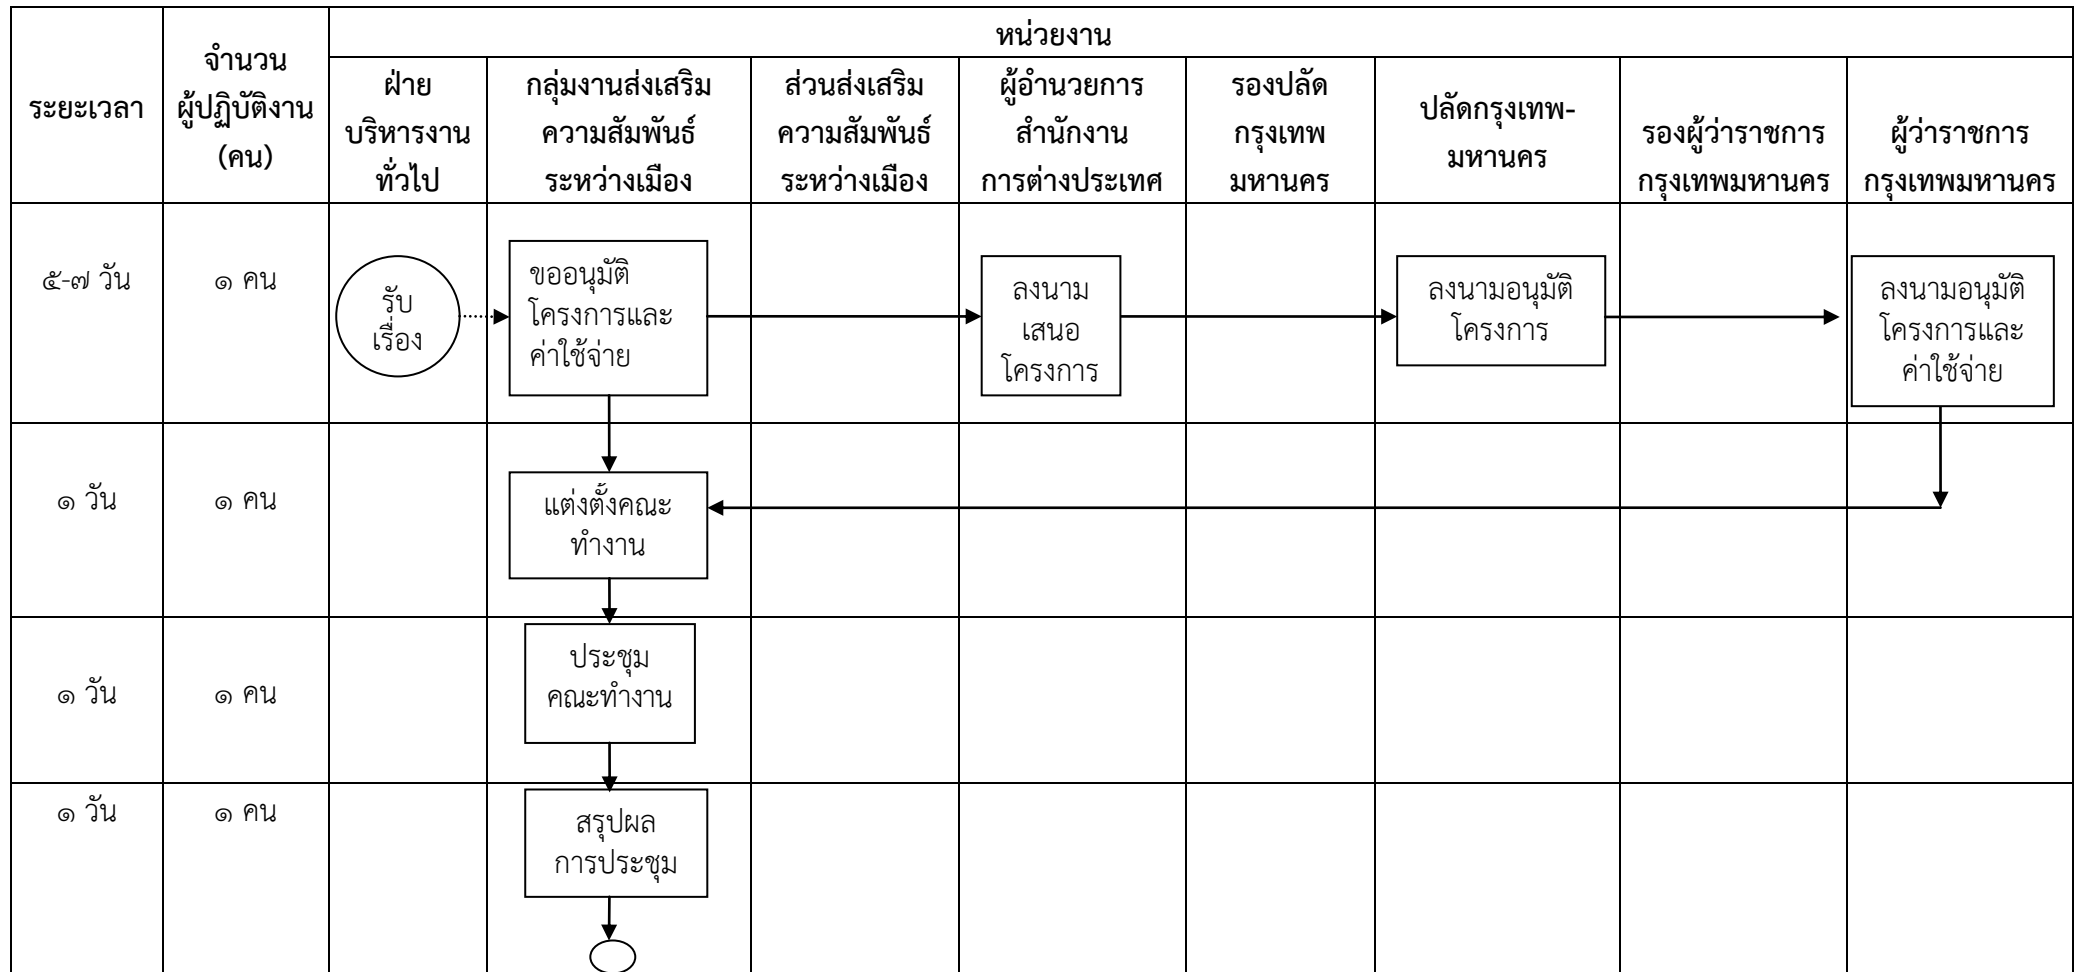 หน่วยงาน
ระยะเวลา
จำนวน
ผู้ปฏิบัติงาน
(คน)
ฝ่าย
บริหารงาน
ทั่วไป
กลุ่มงานส่งเสริม
ความสัมพันธ์
ระหว่างเมือง
ส่วนส่งเสริม
ความสัมพันธ์
ระหว่างเมือง
ผู้อำนวยการ
สำนักงาน
การต่างประเทศ
รองปลัด
กรุงเทพ
มหานคร
ปลัดกรุงเทพ-
มหานคร
รองผู้ว่าราชการ
กรุงเทพมหานคร
ผู้ว่าราชการ
กรุงเทพมหานคร
๕-๗ วัน
๑ คน
รับ
เรื่อง
ขออนุมัติ
โครงการและ
ค่าใช้จ่าย
ลงนาม
เสนอ
โครงการ
ลงนามอนุมัติ
โครงการ
ลงนามอนุมัติ
โครงการและ
ค่าใช้จ่าย
๑ วัน
๑ คน
แต่งตั้งคณะ
ทำงาน
๑ วัน
๑ คน
ประชุม
คณะทำงาน
๑ วัน
๑ คน
สรุปผล
การประชุม